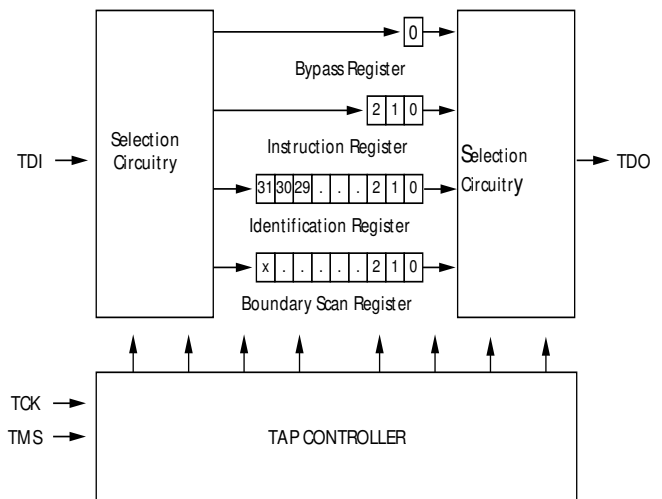 0
Bypass Register
2 1 0
Selection
Circuitry
Instruction Register
Selection
Circuitry
TDI
TDO
31 30 29 . . . 2 1 0
Identification Register
x . . . . . 2 1 0
Boundary Scan Register
TCK
TMS
TAP CONTROLLER